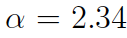 α = 2.34